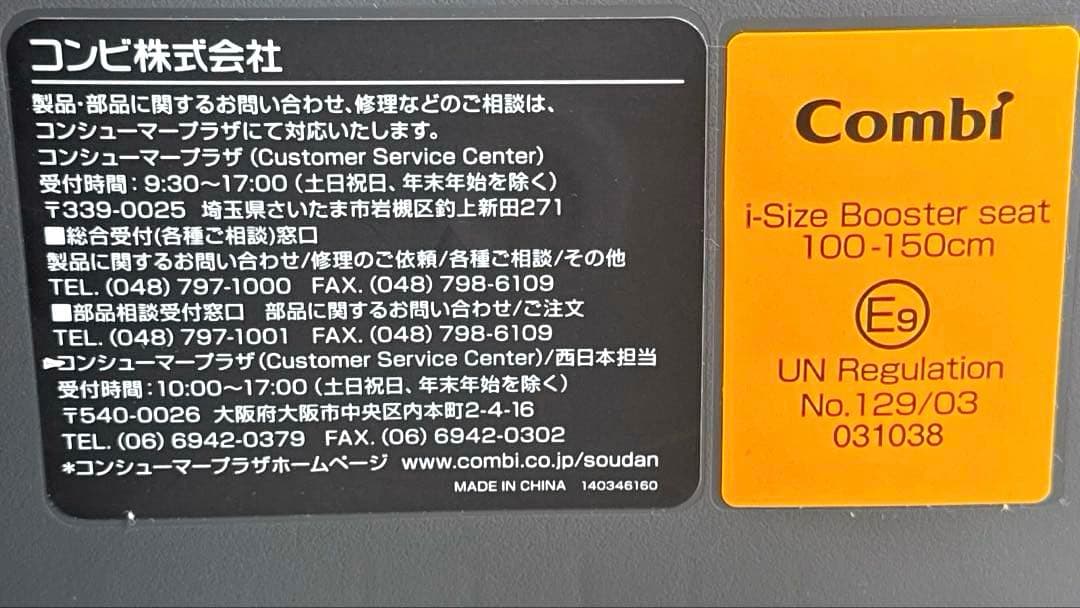 コンビ株式会社
製品・部品に関するお問い合わせ、修理などのご相談は、
コンシューマープラザにて対応いたします。
コンシューマープラザ(Customer Service Center)
受付時間:9:30～17:00(土日祝日、年末年始を除く)
〒339-0025 埼玉県さいたま市岩槻区釣上新田271
■総合受付(各種ご相談)窓口
製品に関するお問い合わせ/修理のご依頼/各種ご相談/その他
TEL.(048)797-1000 FAX.(048)798-6109
■部品相談受付窓口 部品に関するお問い合わせ/ご注文
TEL.(048)797-1001 FAX.(048)798-6109
コンシューマープラザ(Customer Service Center)/西日本担当
受付時間:10:00～17:00(土日祝日、年末年始を除く)
〒540-0026 大阪府大阪市中央区内本町2-4-16
TEL.(06)6942-0379 FAX.(06)6942-0302
*コンシューマープラザホームページ www.combi.co.jp/soudan
MADE IN CHINA 140346160
Combi
i-Size Booster seat
100-150cm
E9
UN Regulation
No.129/03
031038